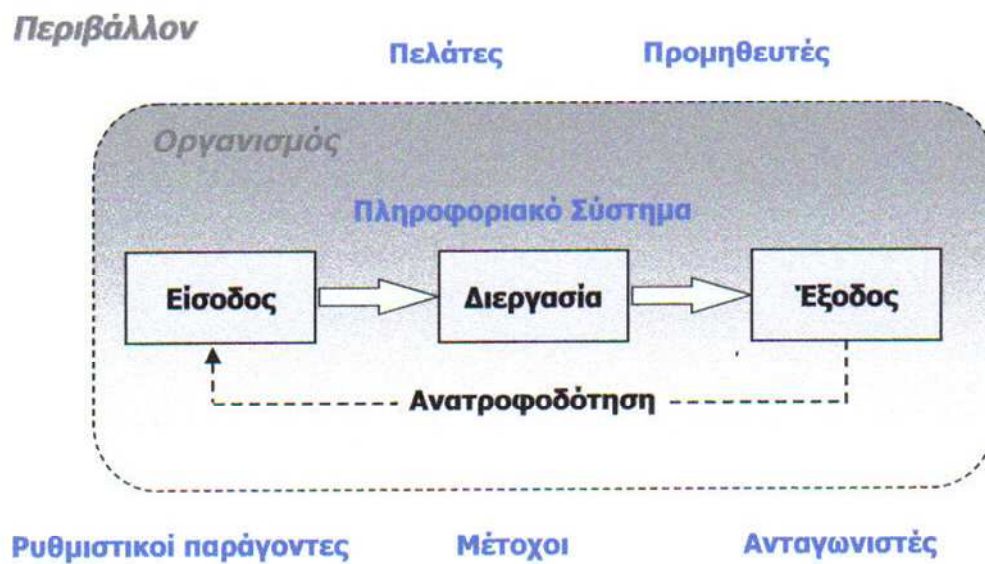 Περιβάλλον
Πελάτες Προμηθευτές
Οργανισμός
Πληροφοριακό Σύστημα
Είσοδος Διεργασία Έξοδος
Ανατροφοδότηση
Ρυθμιστικοί παράγοντες Μέτοχοι Ανταγωνιστές